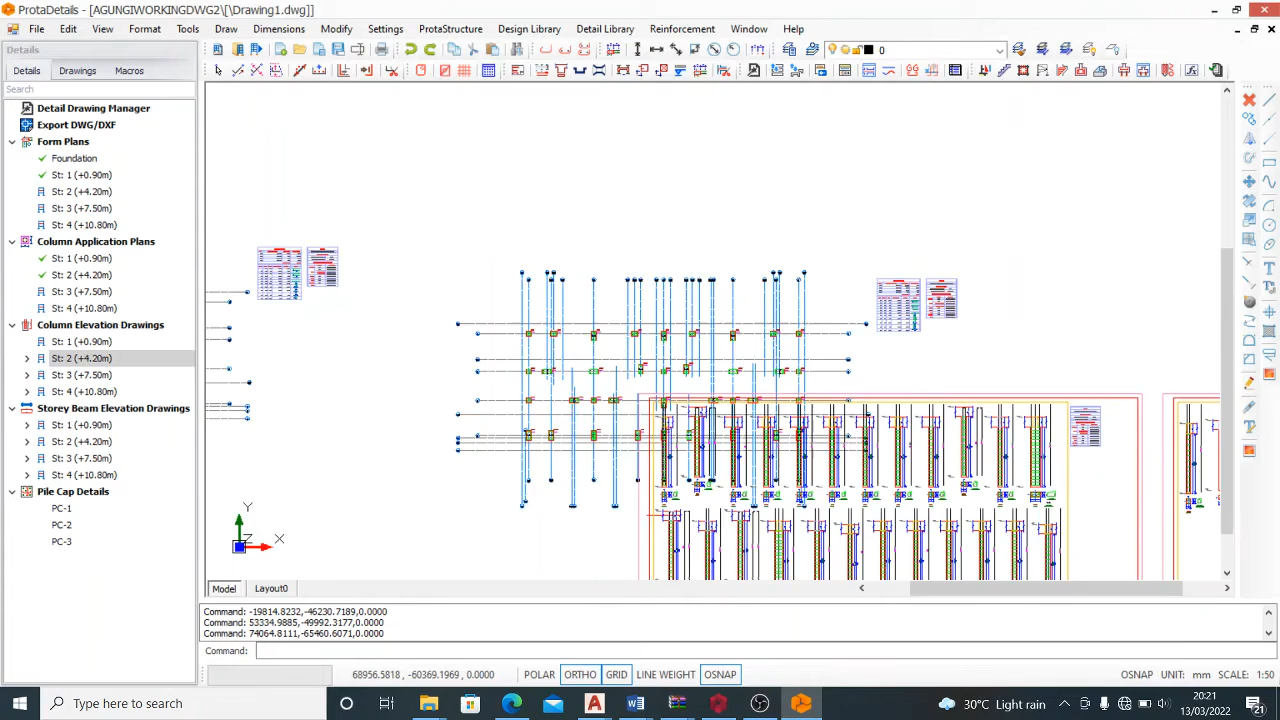 ProtaDetails - [AGUNGIWORKINGDWG2\[\Drawing1.dwg]]
File Edit View Format Tools Draw Dimensions Modify Settings ProtaStructure Design Library Detail Library Reinforcement Window Help
Details
0
Details Drawings Macros
Search
Detail Drawing Manager
Export DWG/DXF
Form Plans
Foundation
St: 1 (+0.90m)
St: 2 (+4.20m)
St: 3 (+7.50m)
St: 4 (+10.80m)
Column Application Plans
St: 1 (+0.90m)
St: 2 (+4.20m)
St: 3 (+7.50m)
St: 4 (+10.80m)
Column Elevation Drawings
St: 1 (+0.90m)
St: 2 (+4.20m)
St: 3 (+7.50m)
St: 4 (+10.80m)
Storey Beam Elevation Drawings
St: 1 (+0.90m)
St: 2 (+4.20m)
St: 3 (+7.50m)
St: 4 (+10.80m)
Pile Cap Details
PC-1
PC-2
PC-3
Y
Z
X
Model Layout0
Command: -19814.8232,-46230.7189,0.0000
Command: 53334.9885,-49992.3177,0.0000
Command: 74064.8111,-65460.6071,0.0000
Command:
68956.5818 , -60369.1969 , 0.0000 POLAR ORTHO GRID LINE WEIGHT OSNAP OSNAP UNIT: mm SCALE: 1:50
Type here to search
30°C Light rain
20:21
13/03/2022
21